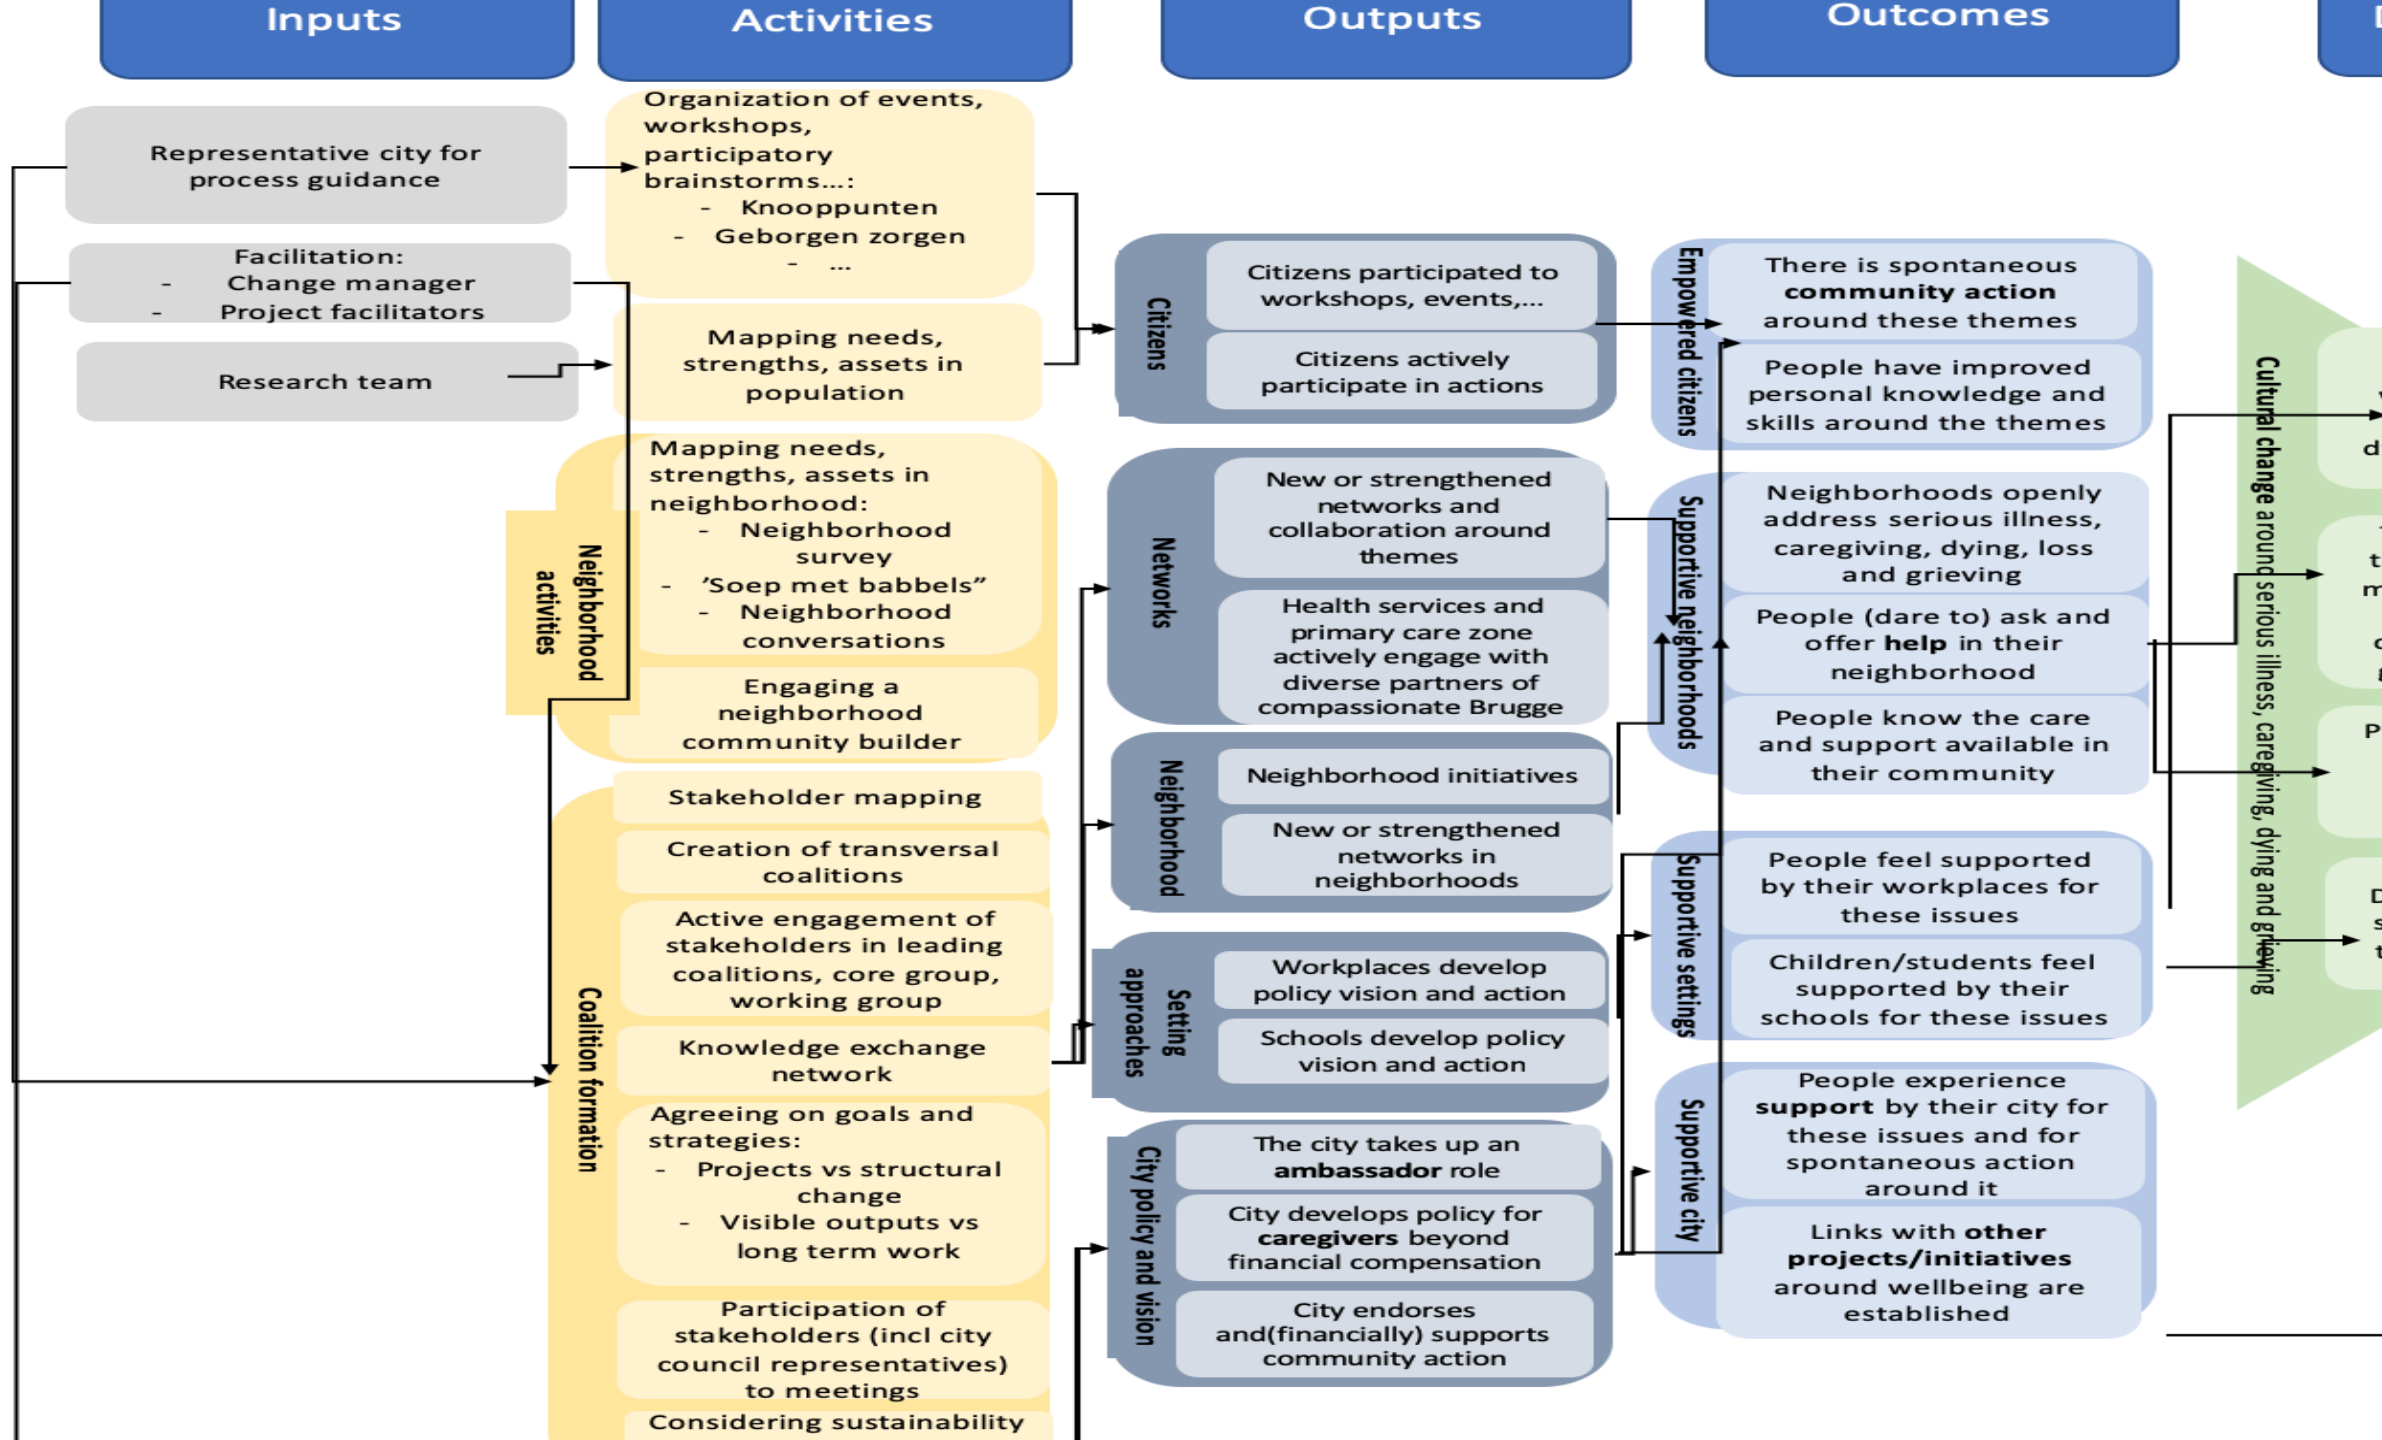 Inputs
Activities
Outputs
Outcomes
Representative city for
process guidance
Facilitation:
- Change manager
- Project facilitators
Research team
Organization of events,
workshops,
participatory
brainstorms...:
- Knooppunten
- Geborgen zorgen
- ...
Mapping needs,
strengths, assets in
population
Neighborhood
activities
Mapping needs,
strengths, assets in
neighborhood:
- Neighborhood
survey
- ’Soep met babbels”
- Neighborhood
conversations
Engaging a
neighborhood
community builder
Coalition formation
Stakeholder mapping
Creation of transversal
coalitions
Active engagement of
stakeholders in leading
coalitions, core group,
working group
Knowledge exchange
network
Agreeing on goals and
strategies:
- Projects vs structural
change
- Visible outputs vs
long term work
Participation of
stakeholders (incl city
council representatives)
to meetings
Considering sustainability
Citizens
Citizens participated to
workshops, events,...
Citizens actively
participate in actions
Networks
New or strengthened
networks and
collaboration around
themes
Health services and
primary care zone
actively engage with
diverse partners of
compassionate Brugge
Neighborhood
Neighborhood initiatives
New or strengthened
networks in
neighborhoods
Setting
approaches
Workplaces develop
policy vision and action
Schools develop policy
vision and action
City policy and vision
The city takes up an
ambassador role
City develops policy for
caregivers beyond
financial compensation
City endorses
and(financially) supports
community action
Empowered citizens
There is spontaneous
community action
around these themes
People have improved
personal knowledge and
skills around the themes
Supportive neighborhoods
Neighborhoods openly
address serious illness,
caregiving, dying, loss
and grieving
People (dare to) ask and
offer help in their
neighborhood
People know the care
and support available in
their community
Supportive settings
People feel supported
by their workplaces for
these issues
Children/students feel
supported by their
schools for these issues
Supportive city
People experience
support by their city for
these issues and for
spontaneous action
around it
Links with other
projects/initiatives
around wellbeing are
established
Cultural change around serious illness, caregiving, dying and grieving